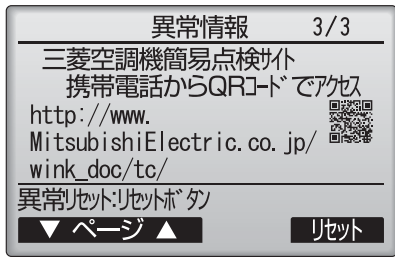 異常情報 3/3
三菱空調機簡易点検ｻｲﾄ
携帯電話からQRｺｰﾄﾞでｱｸｾｽ
http://www.
MitsubishiElectric.co.jp/
wink_doc/tc/
異常ﾘｾｯﾄ:ﾘｾｯﾄﾎﾞﾀﾝ
▼ ページ ▲ ﾘｾｯﾄ